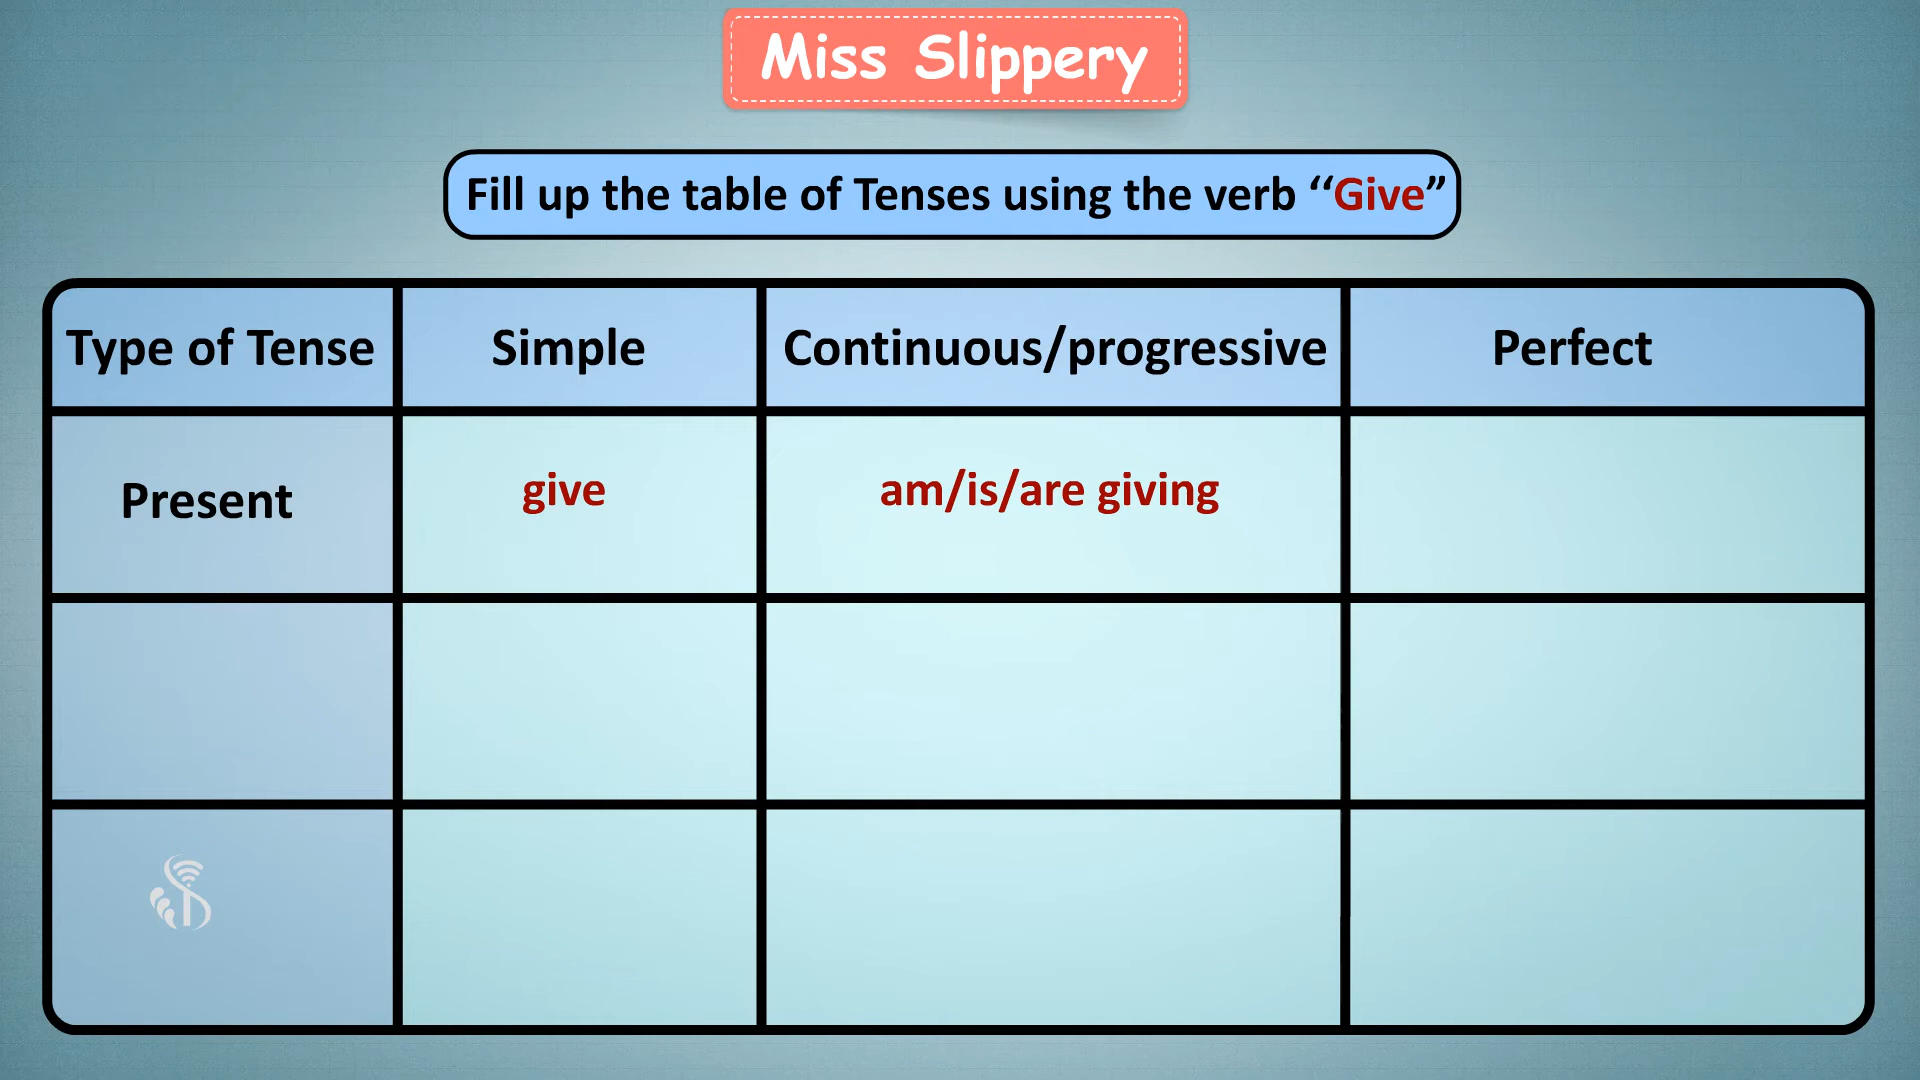 Miss Slippery
Fill up the table of Tenses using the verb ‘‘Give”
Type of Tense Simple Continuous/progressive Perfect
Present give am/is/are giving